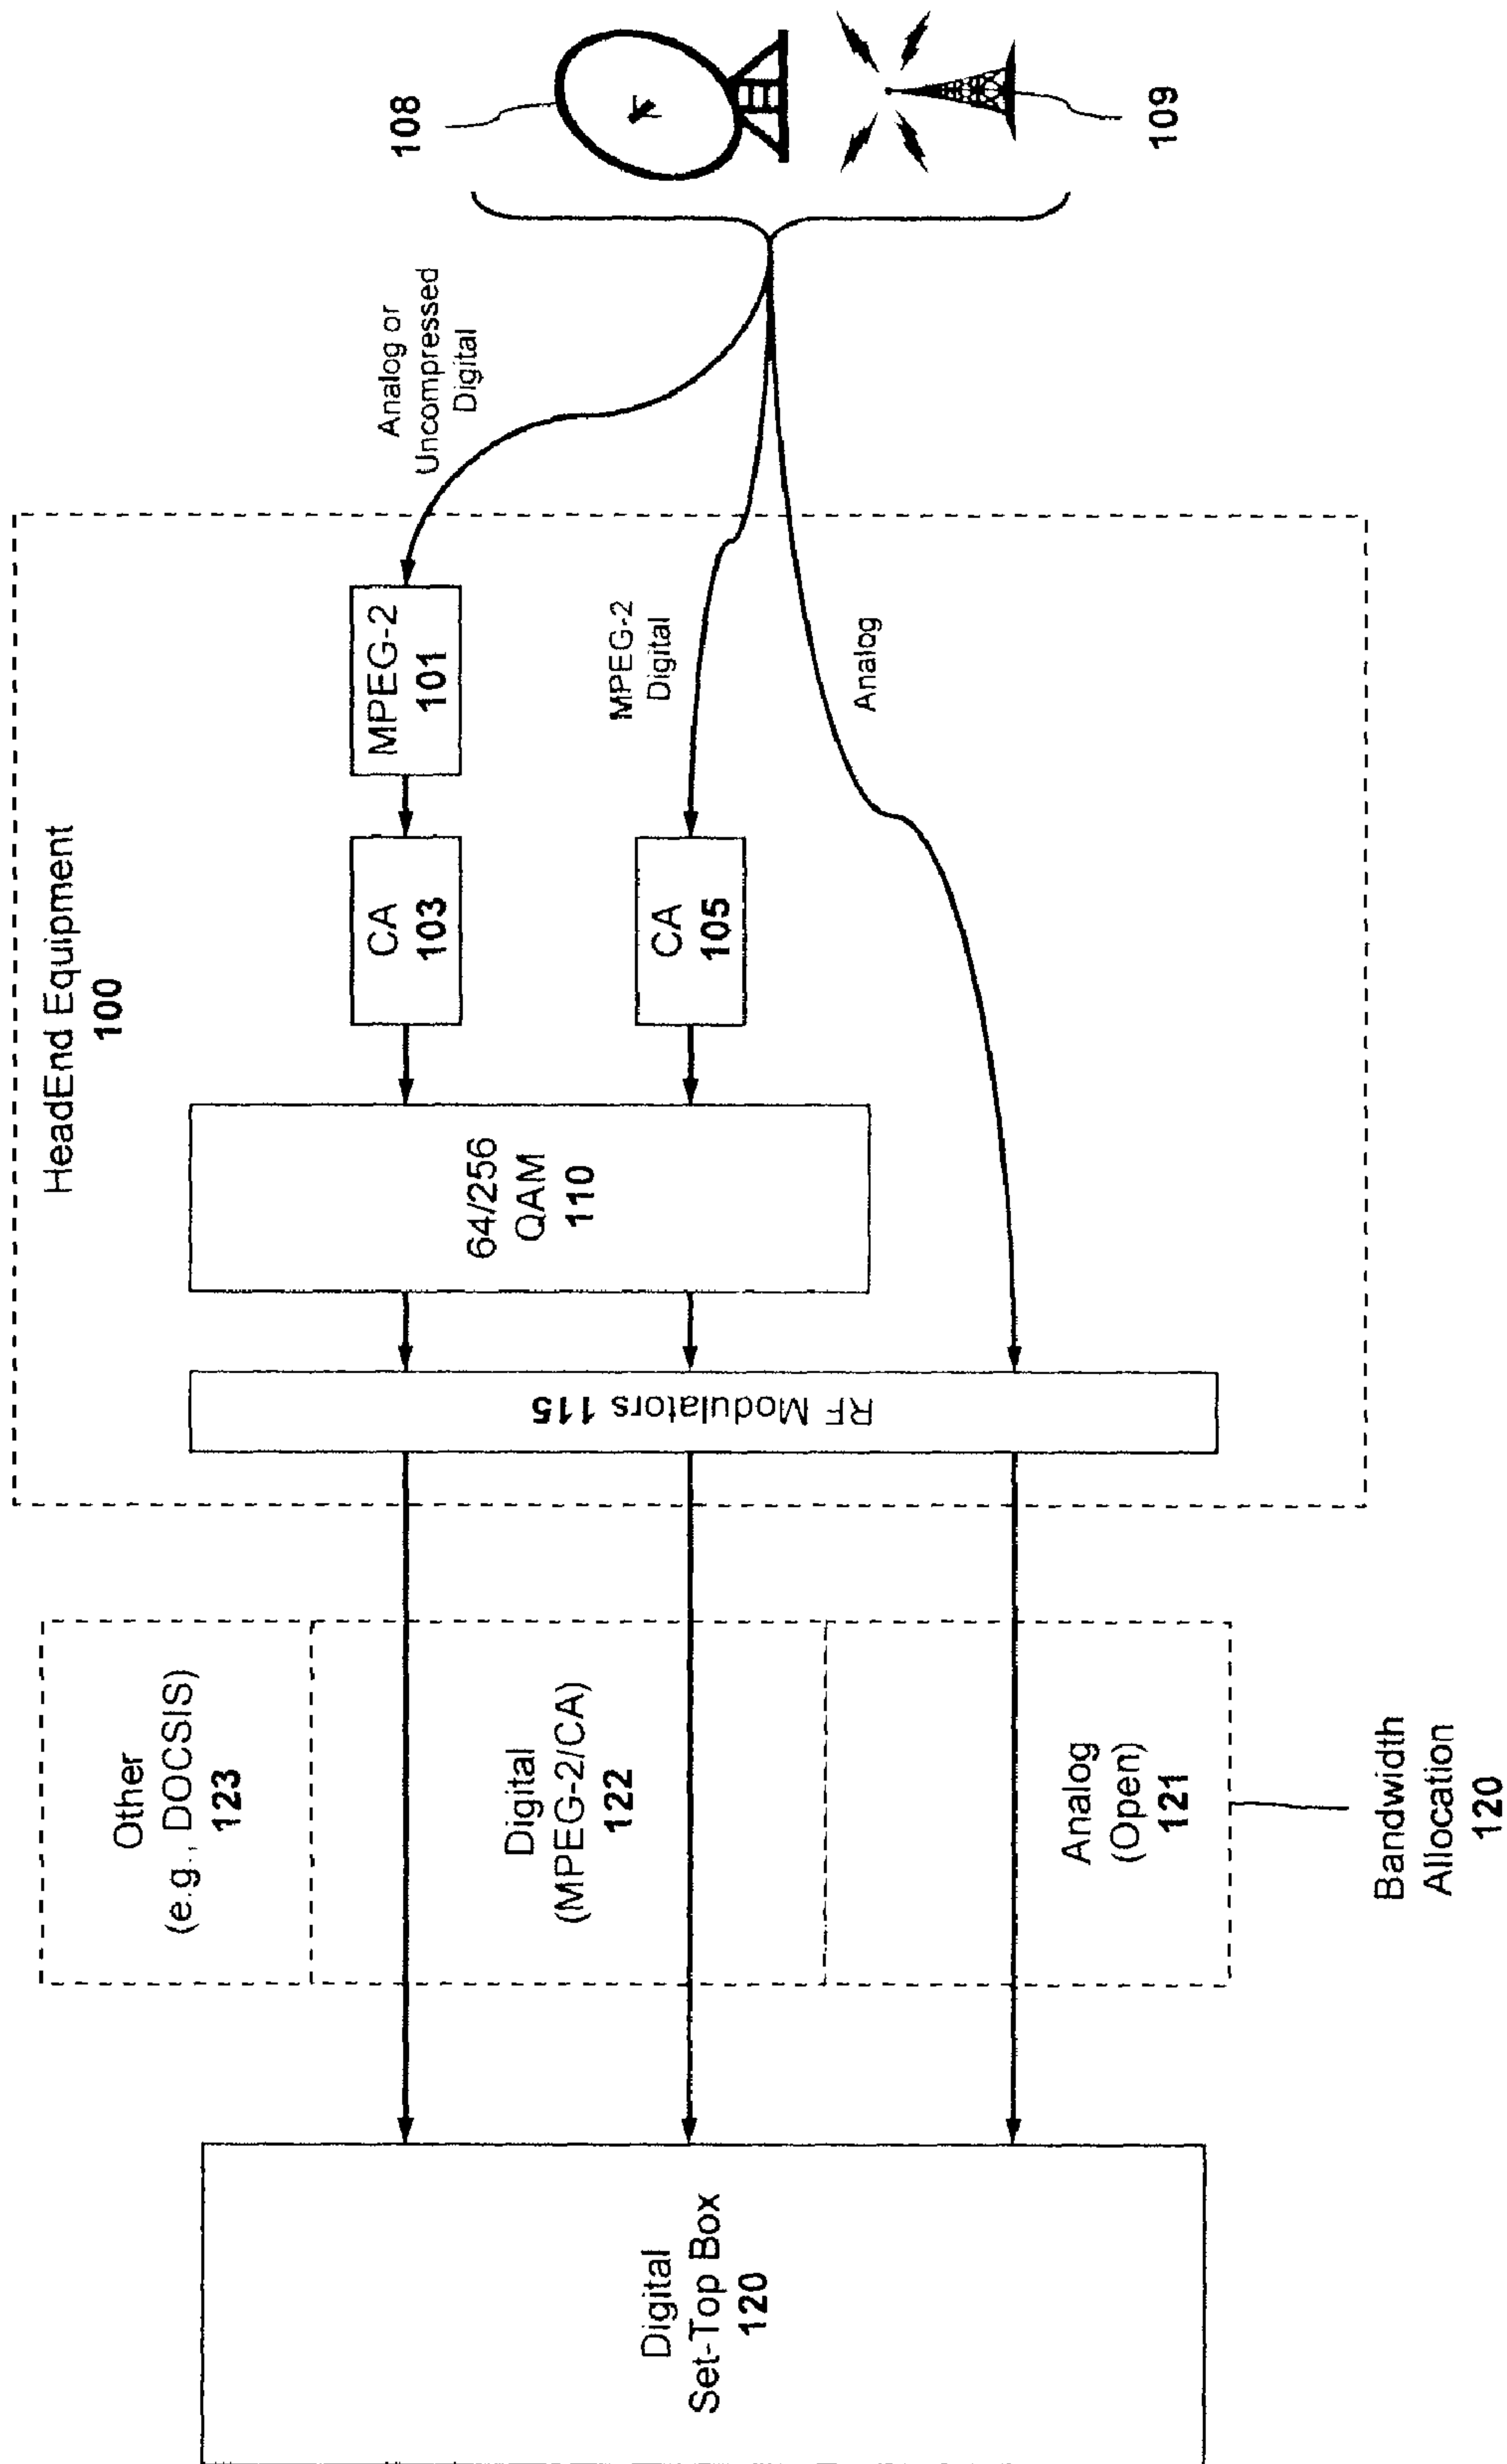 108
109
Analog or
Uncompressed
Digital
MPEG-2
Digital
Analog
HeadEnd Equipment
100
MPEG-2
101
CA
103
CA
105
64/256
QAM
110
RF Modulators 115
Other
(e.g., DOCSIS)
123
Digital
(MPEG-2/CA)
122
Analog
(Open)
121
Bandwidth
Allocation
120
Digital
Set-Top Box
120